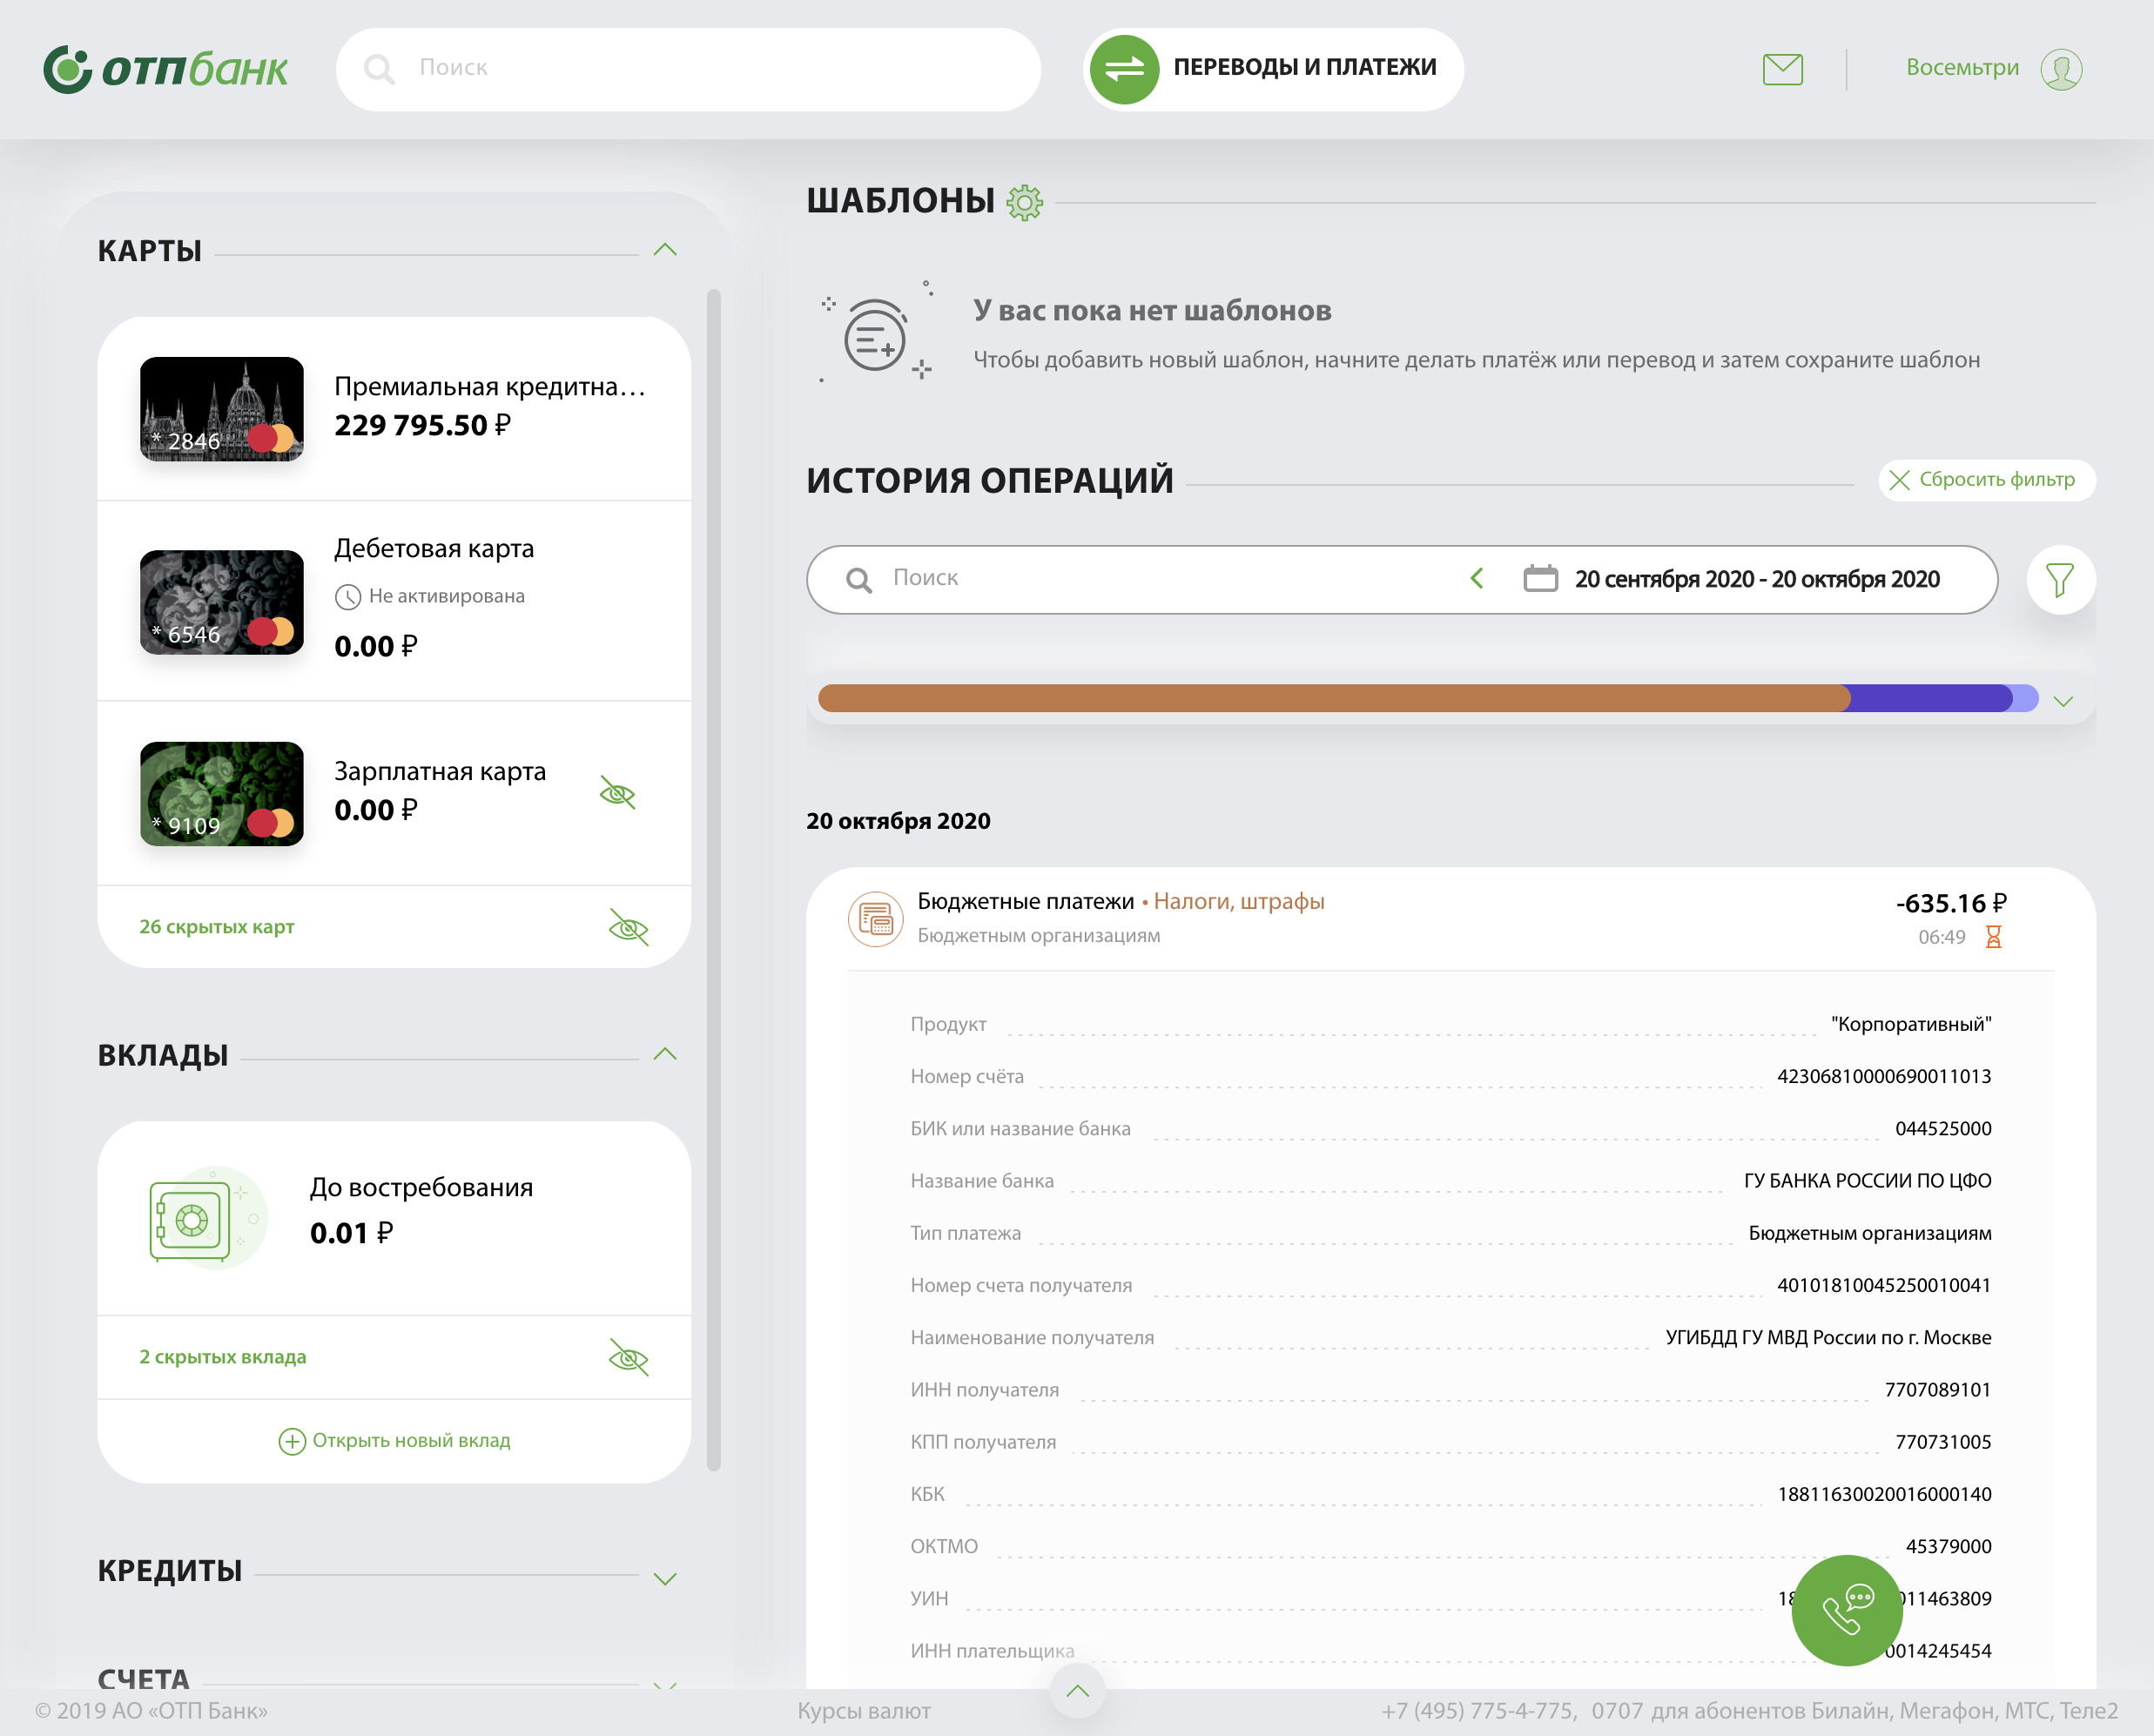 ОТПбанк
Поиск
ПЕРЕВОДЫ И ПЛАТЕЖИ
Восемьтри
КАРТЫ
* 2846
Премиальная кредитна...
229 795.50 ₽
* 6546
Дебетовая карта
Не активирована
0.00 ₽
* 9109
Зарплатная карта
0.00 ₽
26 скрытых карт
ВКЛАДЫ
До востребования
0.01 ₽
2 скрытых вклада
Открыть новый вклад
КРЕДИТЫ
СЧЕТА
ШАБЛОНЫ
У вас пока нет шаблонов
Чтобы добавить новый шаблон, начните делать платёж или перевод и затем сохраните шаблон
ИСТОРИЯ ОПЕРАЦИЙ
Сбросить фильтр
Поиск
20 сентября 2020 - 20 октября 2020
20 октября 2020
Бюджетные платежи • Налоги, штрафы
-635.16 ₽
Бюджетным организациям
06:49
Продукт "Корпоративный"
Номер счёта 42306810000690011013
БИК или название банка 044525000
Название банка ГУ БАНКА РОССИИ ПО ЦФО
Тип платежа Бюджетным организациям
Номер счета получателя 40101810045250010041
Наименование получателя УГИБДД ГУ МВД России по г. Москве
ИНН получателя 7707089101
КПП получателя 770731005
КБК 18811630020016000140
ОКТМО 45379000
УИН
ИНН плательщика
© 2019 АО «ОТП Банк»
Курсы валют
+7 (495) 775-4-775, 0707 для абонентов Билайн, Мегафон, МТС, Теле2